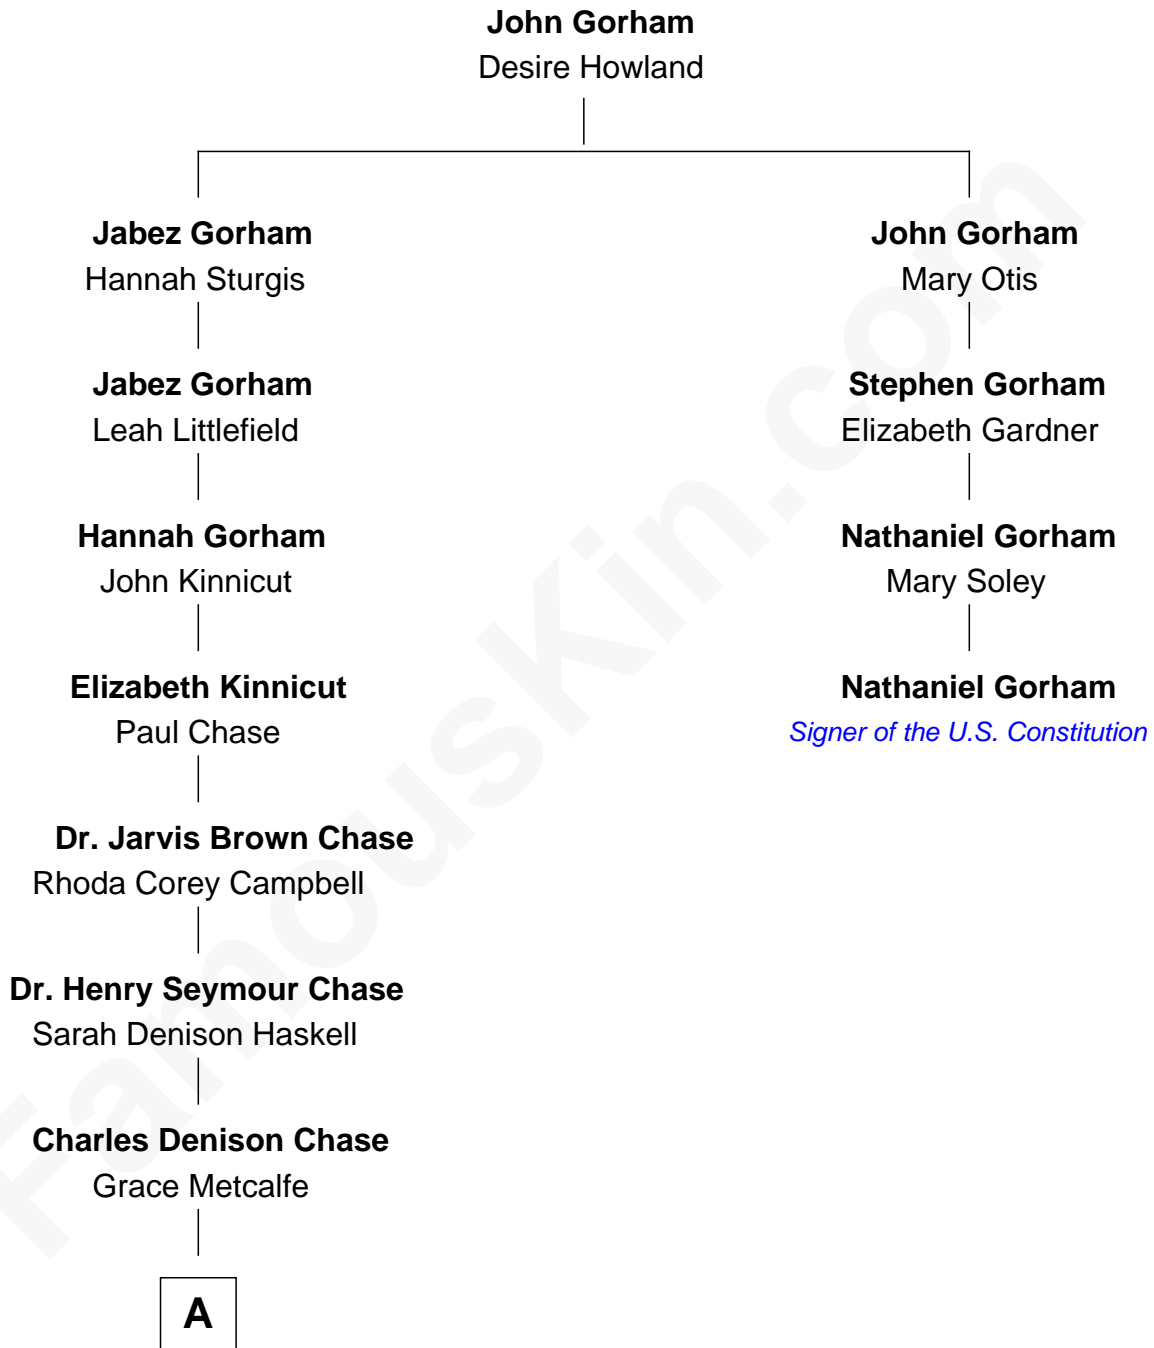 John Gorham
Desire Howland
Jabez Gorham
Hannah Sturgis
John Gorham
Mary Otis
Jabez Gorham
Leah Littlefield
Stephen Gorham
Elizabeth Gardner
Hannah Gorham
John Kinnicut
Nathaniel Gorham
Mary Soley
Elizabeth Kinnicut
Paul Chase
Nathaniel Gorham
Signer of the U.S. Constitution
Dr. Jarvis Brown Chase
Rhoda Corey Campbell
Dr. Henry Seymour Chase
Sarah Denison Haskell
Charles Denison Chase
Grace Metcalfe
A
FamousKin.com